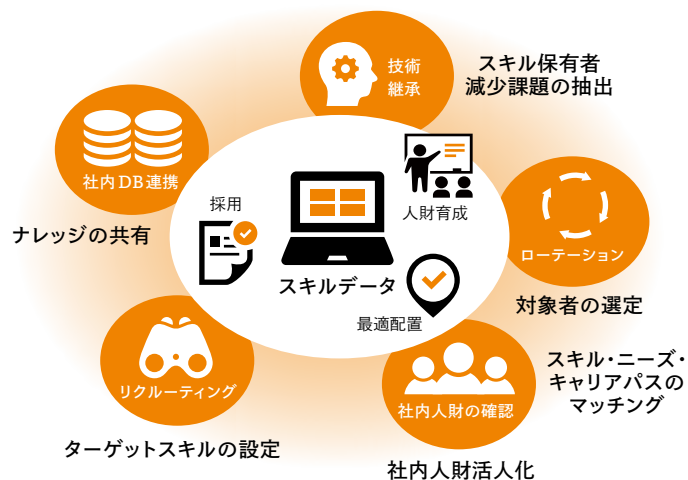 技術
継承
スキル保有者
減少課題の抽出
社内DB連携
ナレッジの共有
採用
人財育成
スキルデータ
最適配置
ローテーション
対象者の選定
リクルーティング
ターゲットスキルの設定
社内人財の確認
社内人財活人化
スキル・ニーズ・
キャリアパスの
マッチング